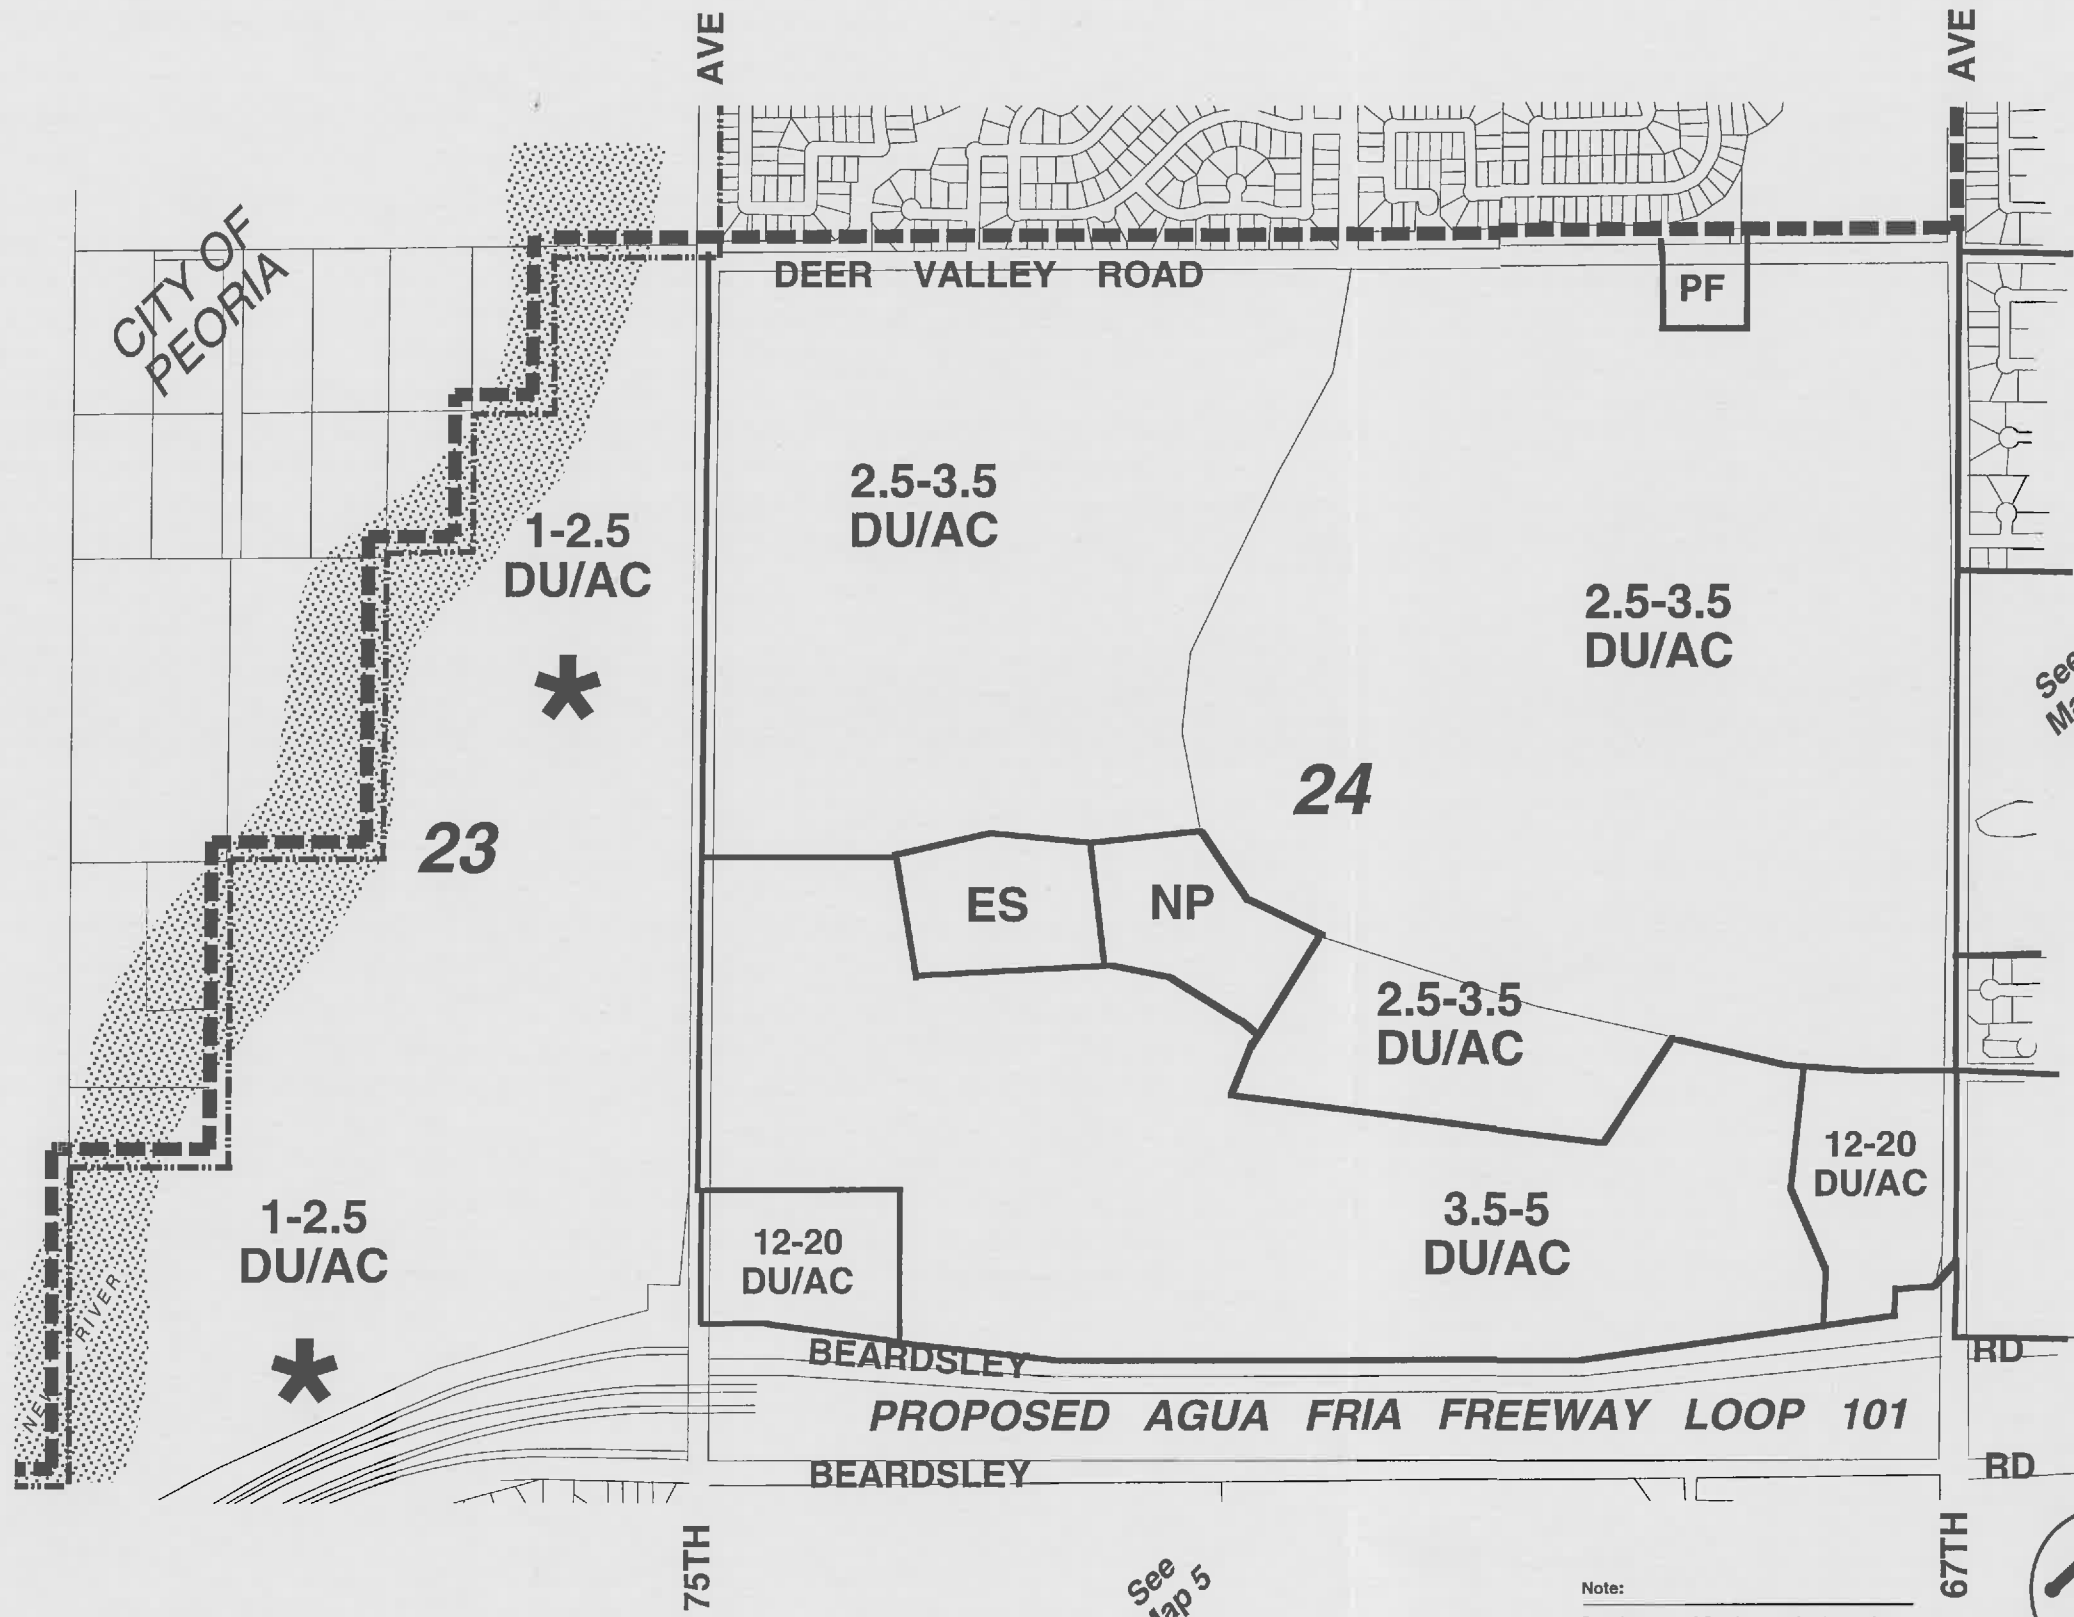 AVE
AVE
CITY OF
PEORIA
DEER VALLEY ROAD
PF
2.5-3.5
DU/AC
1-2.5
DU/AC
*
2.5-3.5
DU/AC
See
24
23
ES
NP
2.5-3.5
DU/AC
12-20
DU/AC
1-2.5
DU/AC
*
3.5-5
DU/AC
12-20
DU/AC
NEW RIVER
BEARDSLEY
RD
PROPOSED AGUA FRIA FREEWAY LOOP 101
BEARDSLEY
RD
75TH
67TH
See
Map 5
Note: